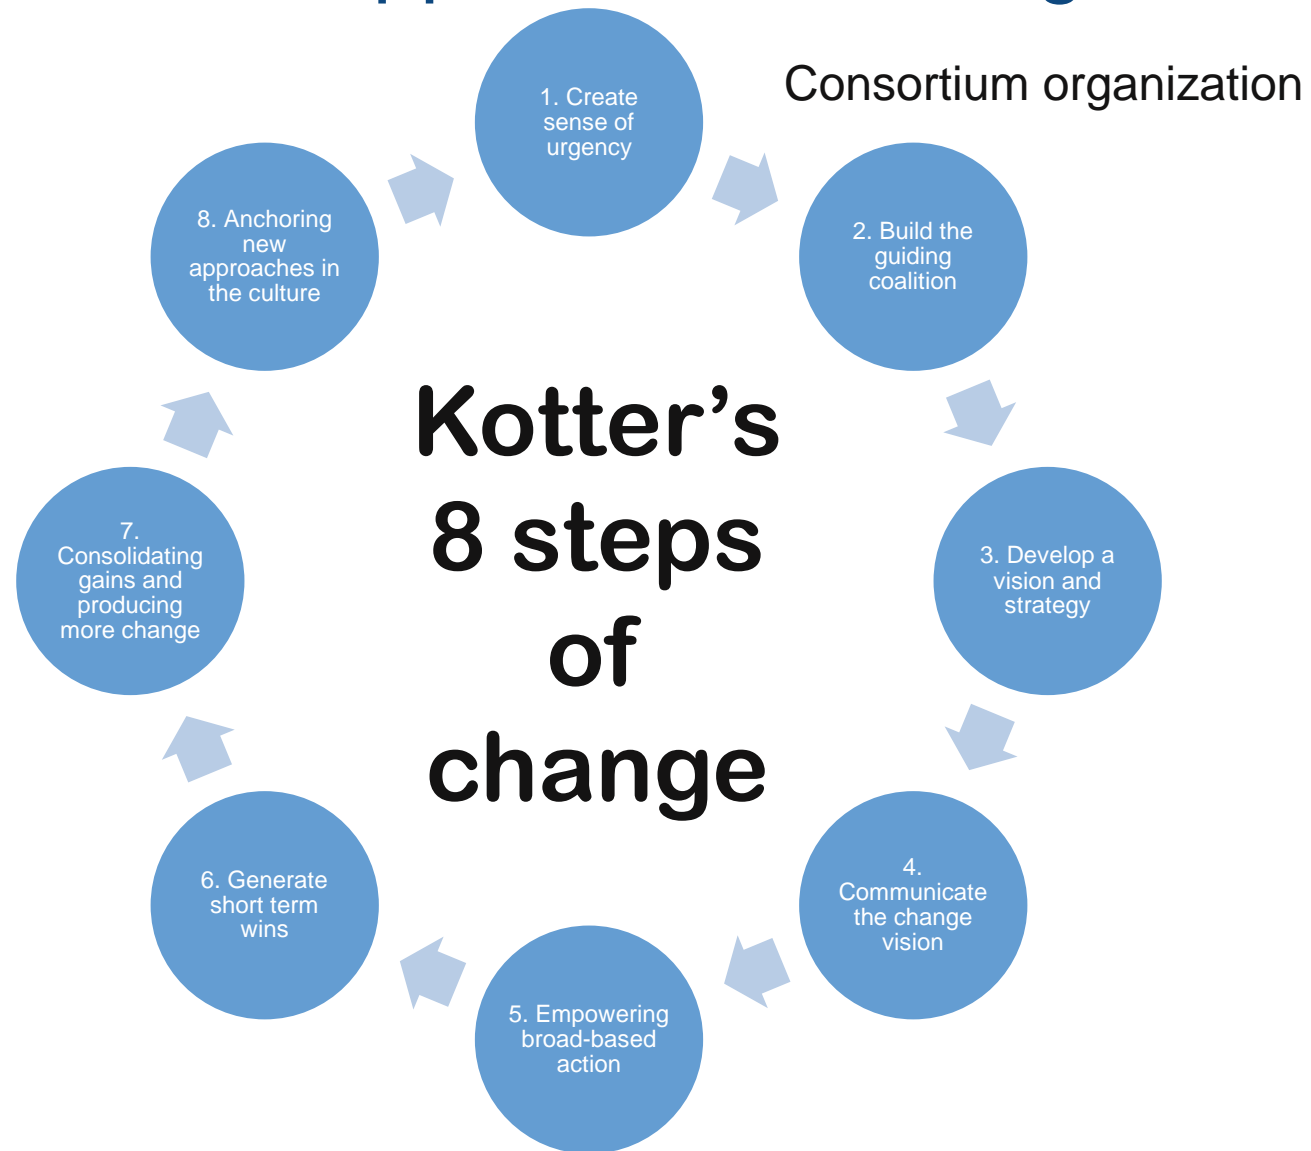 Consortium organization
1. Create
sense of
urgency
2. Build the
guiding
coalition
3. Develop a
vision and
strategy
4.
Communicate
the change
vision
5. Empowering
broad-based
action
6. Generate
short term
wins
7.
Consolidating
gains and
producing
more change
8. Anchoring
new
approaches in
the culture
Kotter’s
8 steps
of
change